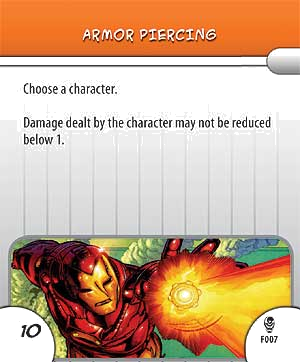 ARMOR PIERCING
Choose a character.
Damage dealt by the character may not be reduced
below 1.
10
F007